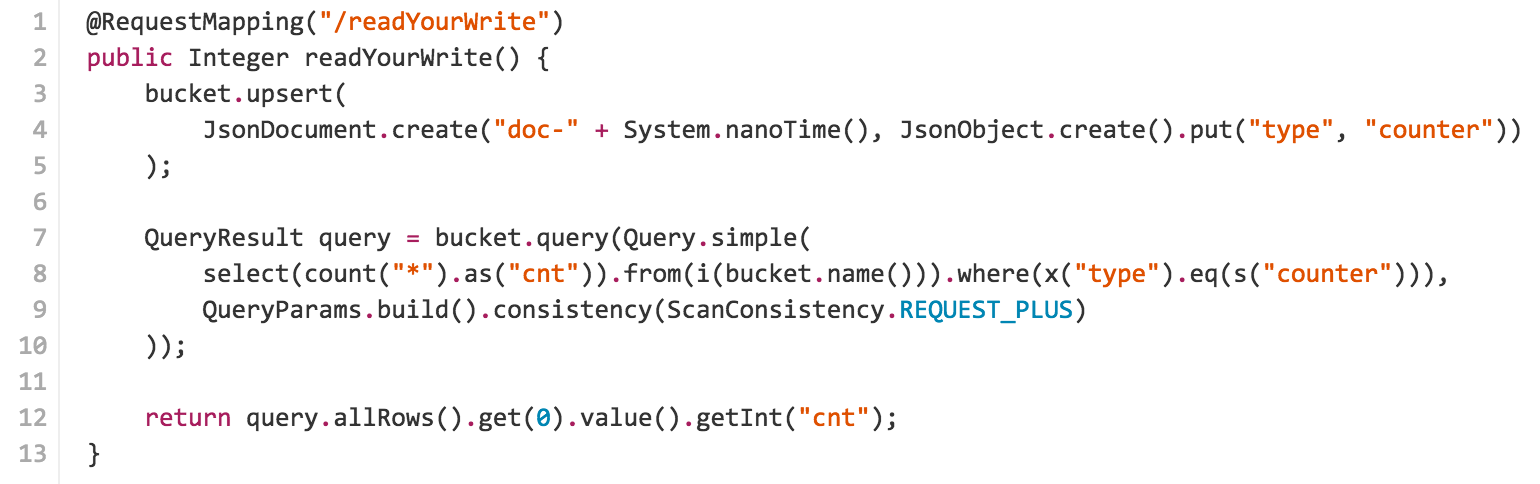 1 @RequestMapping("/readYourWrite")
2 public Integer readYourWrite() {
3     bucket.upsert(
4         JsonDocument.create("doc-" + System.nanoTime(), JsonObject.create().put("type", "counter"))
5     );
6
7     QueryResult query = bucket.query(Query.simple(
8         select(count("*").as("cnt")).from(i(bucket.name())).where(x("type").eq(s("counter"))),
9         QueryParams.build().consistency(ScanConsistency.REQUEST_PLUS)
10     ));
11
12     return query.allRows().get(0).value().getInt("cnt");
13 }